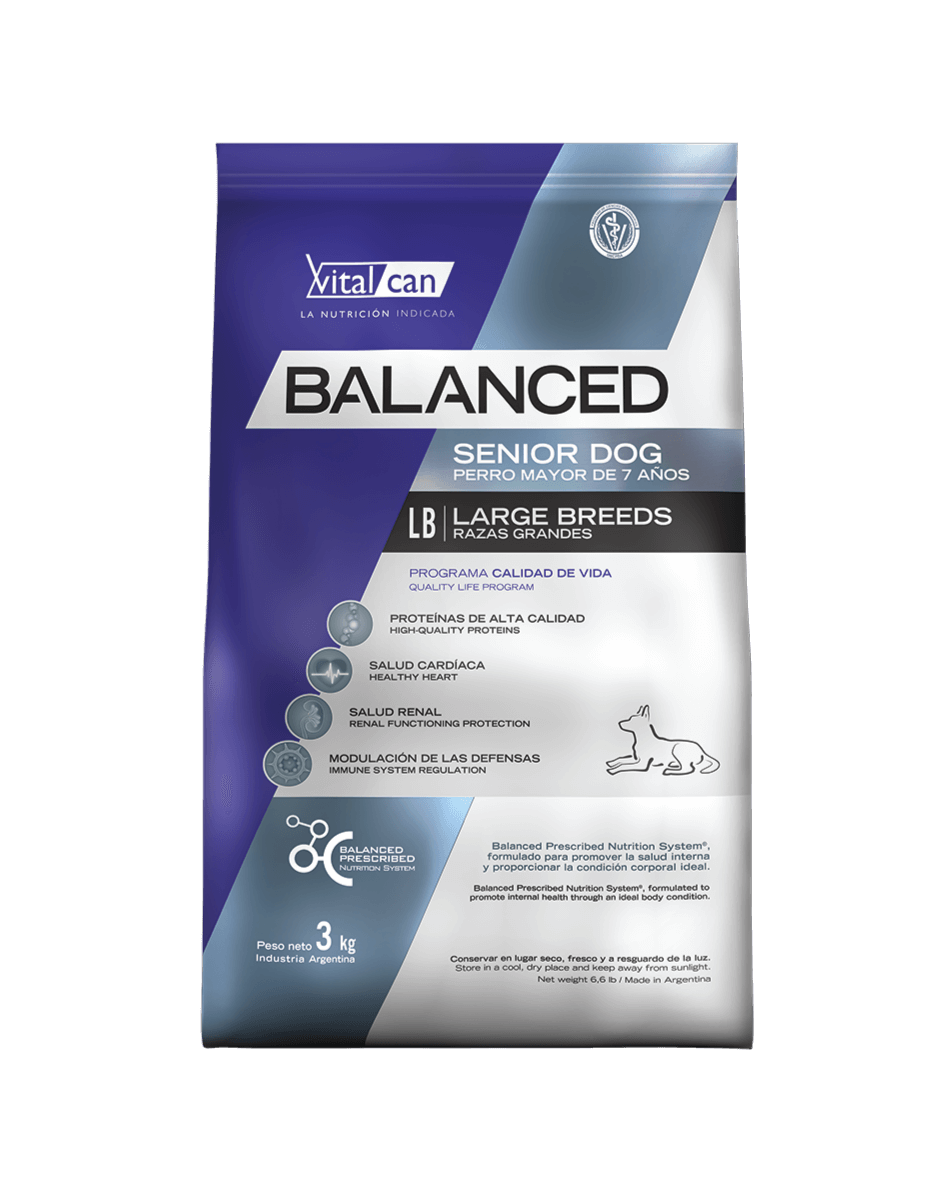 Vital can
LA NUTRICIÓN INDICADA
BALANCED
SENIOR DOG
PERRO MAYOR DE 7 AÑOS
LB LARGE BREEDS
RAZAS GRANDES
PROGRAMA CALIDAD DE VIDA
QUALITY LIFE PROGRAM
PROTEÍNAS DE ALTA CALIDAD
HIGH-QUALITY PROTEINS
SALUD CARDÍACA
HEALTHY HEART
SALUD RENAL
RENAL FUNCTIONING PROTECTION
MODULACIÓN DE LAS DEFENSAS
IMMUNE SYSTEM REGULATION
BALANCED
PRESCRIBED
NUTRITION SYSTEM
Balanced Prescribed Nutrition System®,
formulado para promover la salud interna
y proporcionar la condición corporal ideal.
Balanced Prescribed Nutrition System®, formulated to
promote internal health through an ideal body condition.
Peso neto 3 kg
Industria Argentina
Conservar en lugar seco, fresco y a resguardo de la luz.
Store in a cool, dry place and keep away from sunlight.
Net weight 6,6 lb / Made in Argentina